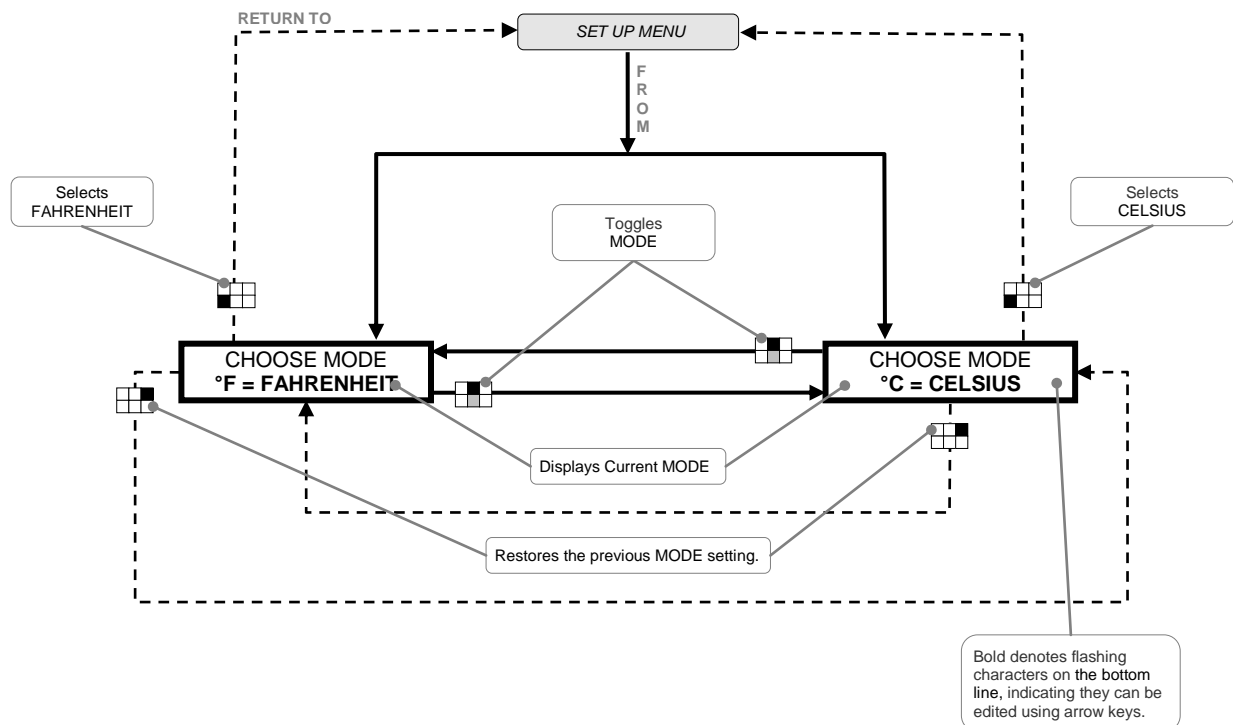 RETURN TO
SET UP MENU
F
R
O
M
Selects
FAHRENHEIT
Toggles
MODE
Selects
CELSIUS
CHOOSE MODE
°F = FAHRENHEIT
CHOOSE MODE
°C = CELSIUS
Displays Current MODE
Restores the previous MODE setting.
Bold denotes flashing
characters on the bottom
line, indicating they can be
edited using arrow keys.